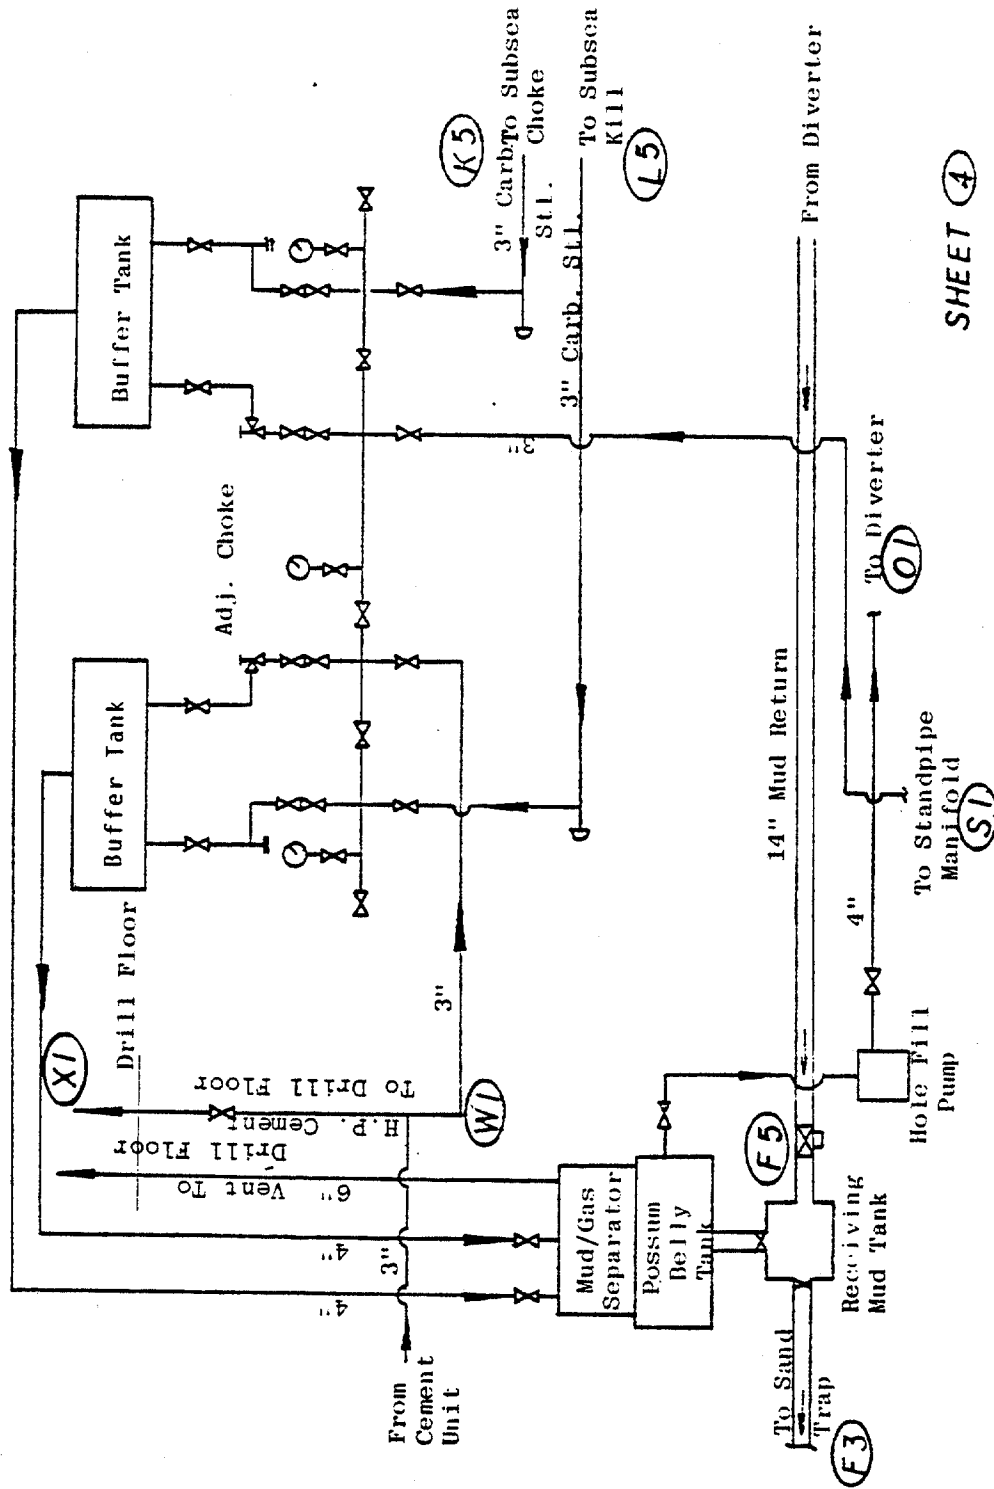 Buffer Tank
Buffer Tank
Adj. Choke
Drill Floor
K5
3" Carb.
Stl.
To Subsea
Choke
To Subsea
Kill
L5
3" Carb. Stl.
3"
3"
X1
To Drill Floor
H.P. Cement
W1
Vent To
Drill Floor
6"
4"
4"
3"
From
Cement
Unit
Mud/Gas
Separator
Possum
Belly
Tank
From Diverter
14" Mud Return
F5
Receiving
Mud Tank
To Sand
Trap
F3
Hole Fill
Pump
4"
To Diverter
O1
To Standpipe
Manifold
S1
SHEET 4